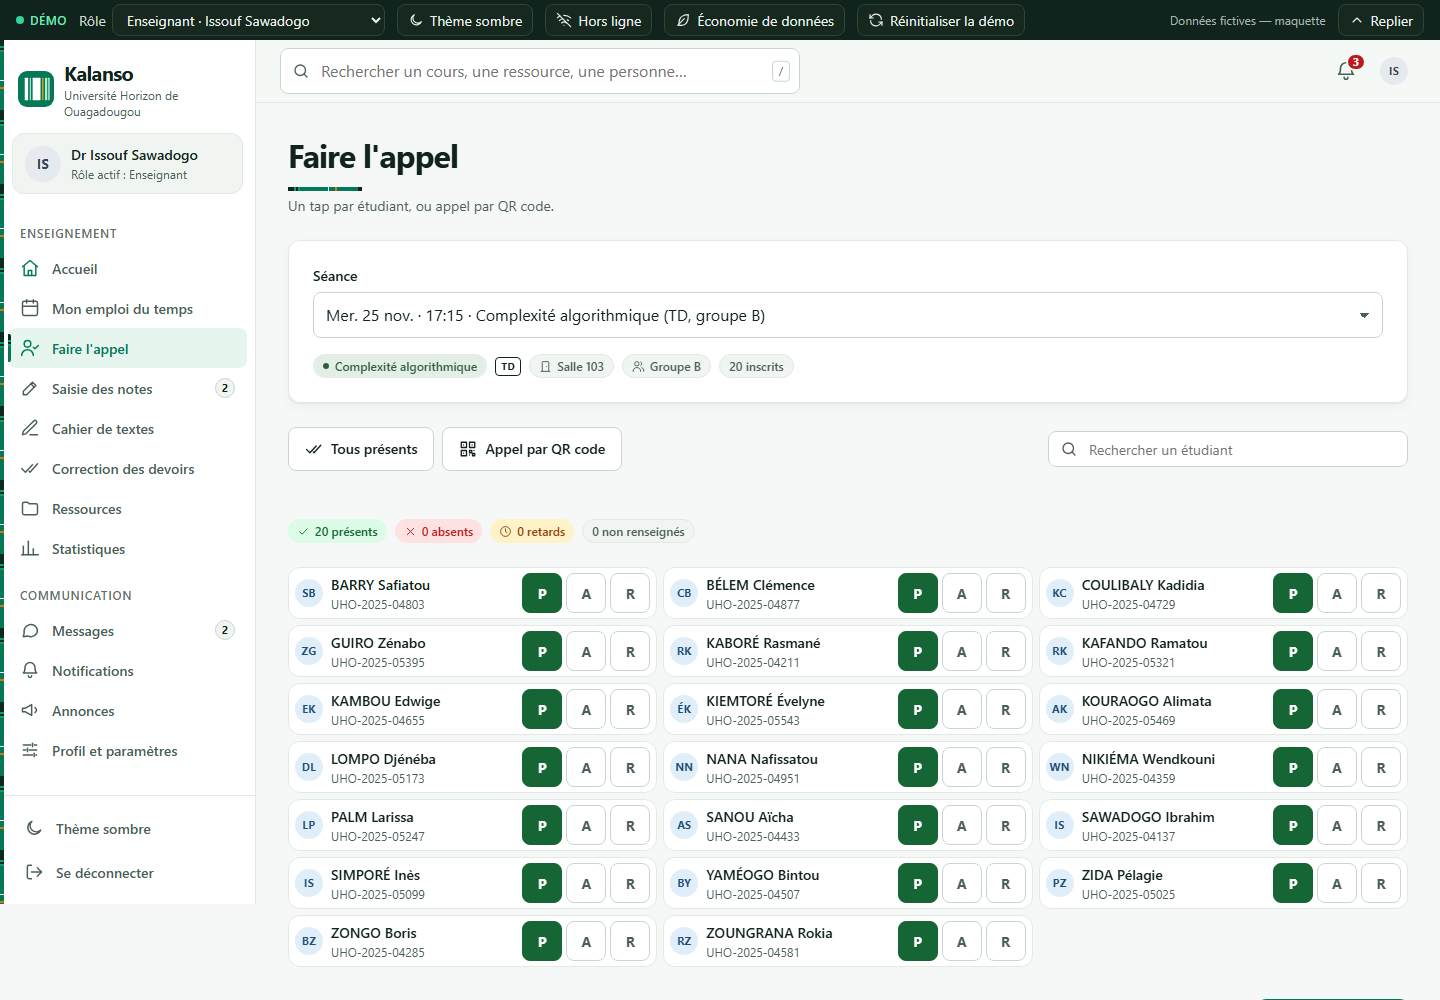 DÉMO Rôle Enseignant · Issouf Sawadogo Thème sombre Hors ligne Économie de données Réinitialiser la démo Données fictives — maquette Replier
Kalanso
Université Horizon de
Ouagadougou
IS
Dr Issouf Sawadogo
Rôle actif : Enseignant
ENSEIGNEMENT
Accueil
Mon emploi du temps
Faire l'appel
Saisie des notes 2
Cahier de textes
Correction des devoirs
Ressources
Statistiques
COMMUNICATION
Messages 2
Notifications
Annonces
Profil et paramètres
Thème sombre
Se déconnecter
Rechercher un cours, une ressource, une personne… /
3
IS
Faire l'appel
Un tap par étudiant, ou appel par QR code.
Séance
Mer. 25 nov. · 17:15 · Complexité algorithmique (TD, groupe B)
Complexité algorithmique TD Salle 103 Groupe B 20 inscrits
Tous présents Appel par QR code Rechercher un étudiant
20 présents 0 absents 0 retards 0 non renseignés
SB BARRY Safiatou UHO-2025-04803 P A R
CB BÉLEM Clémence UHO-2025-04877 P A R
KC COULIBALY Kadidia UHO-2025-04729 P A R
ZG GUIRO Zénabo UHO-2025-05395 P A R
RK KABORÉ Rasmané UHO-2025-04211 P A R
RK KAFANDO Ramatou UHO-2025-05321 P A R
EK KAMBOU Edwige UHO-2025-04655 P A R
ÉK KIEMTORÉ Évelyne UHO-2025-05543 P A R
AK KOURAOGO Alimata UHO-2025-05469 P A R
DL LOMPO Djénéba UHO-2025-05173 P A R
NN NANA Nafissatou UHO-2025-04951 P A R
WN NIKIÉMA Wendkouni UHO-2025-04359 P A R
LP PALM Larissa UHO-2025-05247 P A R
AS SANOU Aïcha UHO-2025-04433 P A R
IS SAWADOGO Ibrahim UHO-2025-04137 P A R
IS SIMPORÉ Inès UHO-2025-05099 P A R
BY YAMÉOGO Bintou UHO-2025-04507 P A R
PZ ZIDA Pélagie UHO-2025-05025 P A R
BZ ZONGO Boris UHO-2025-04285 P A R
RZ ZOUNGRANA Rokia UHO-2025-04581 P A R